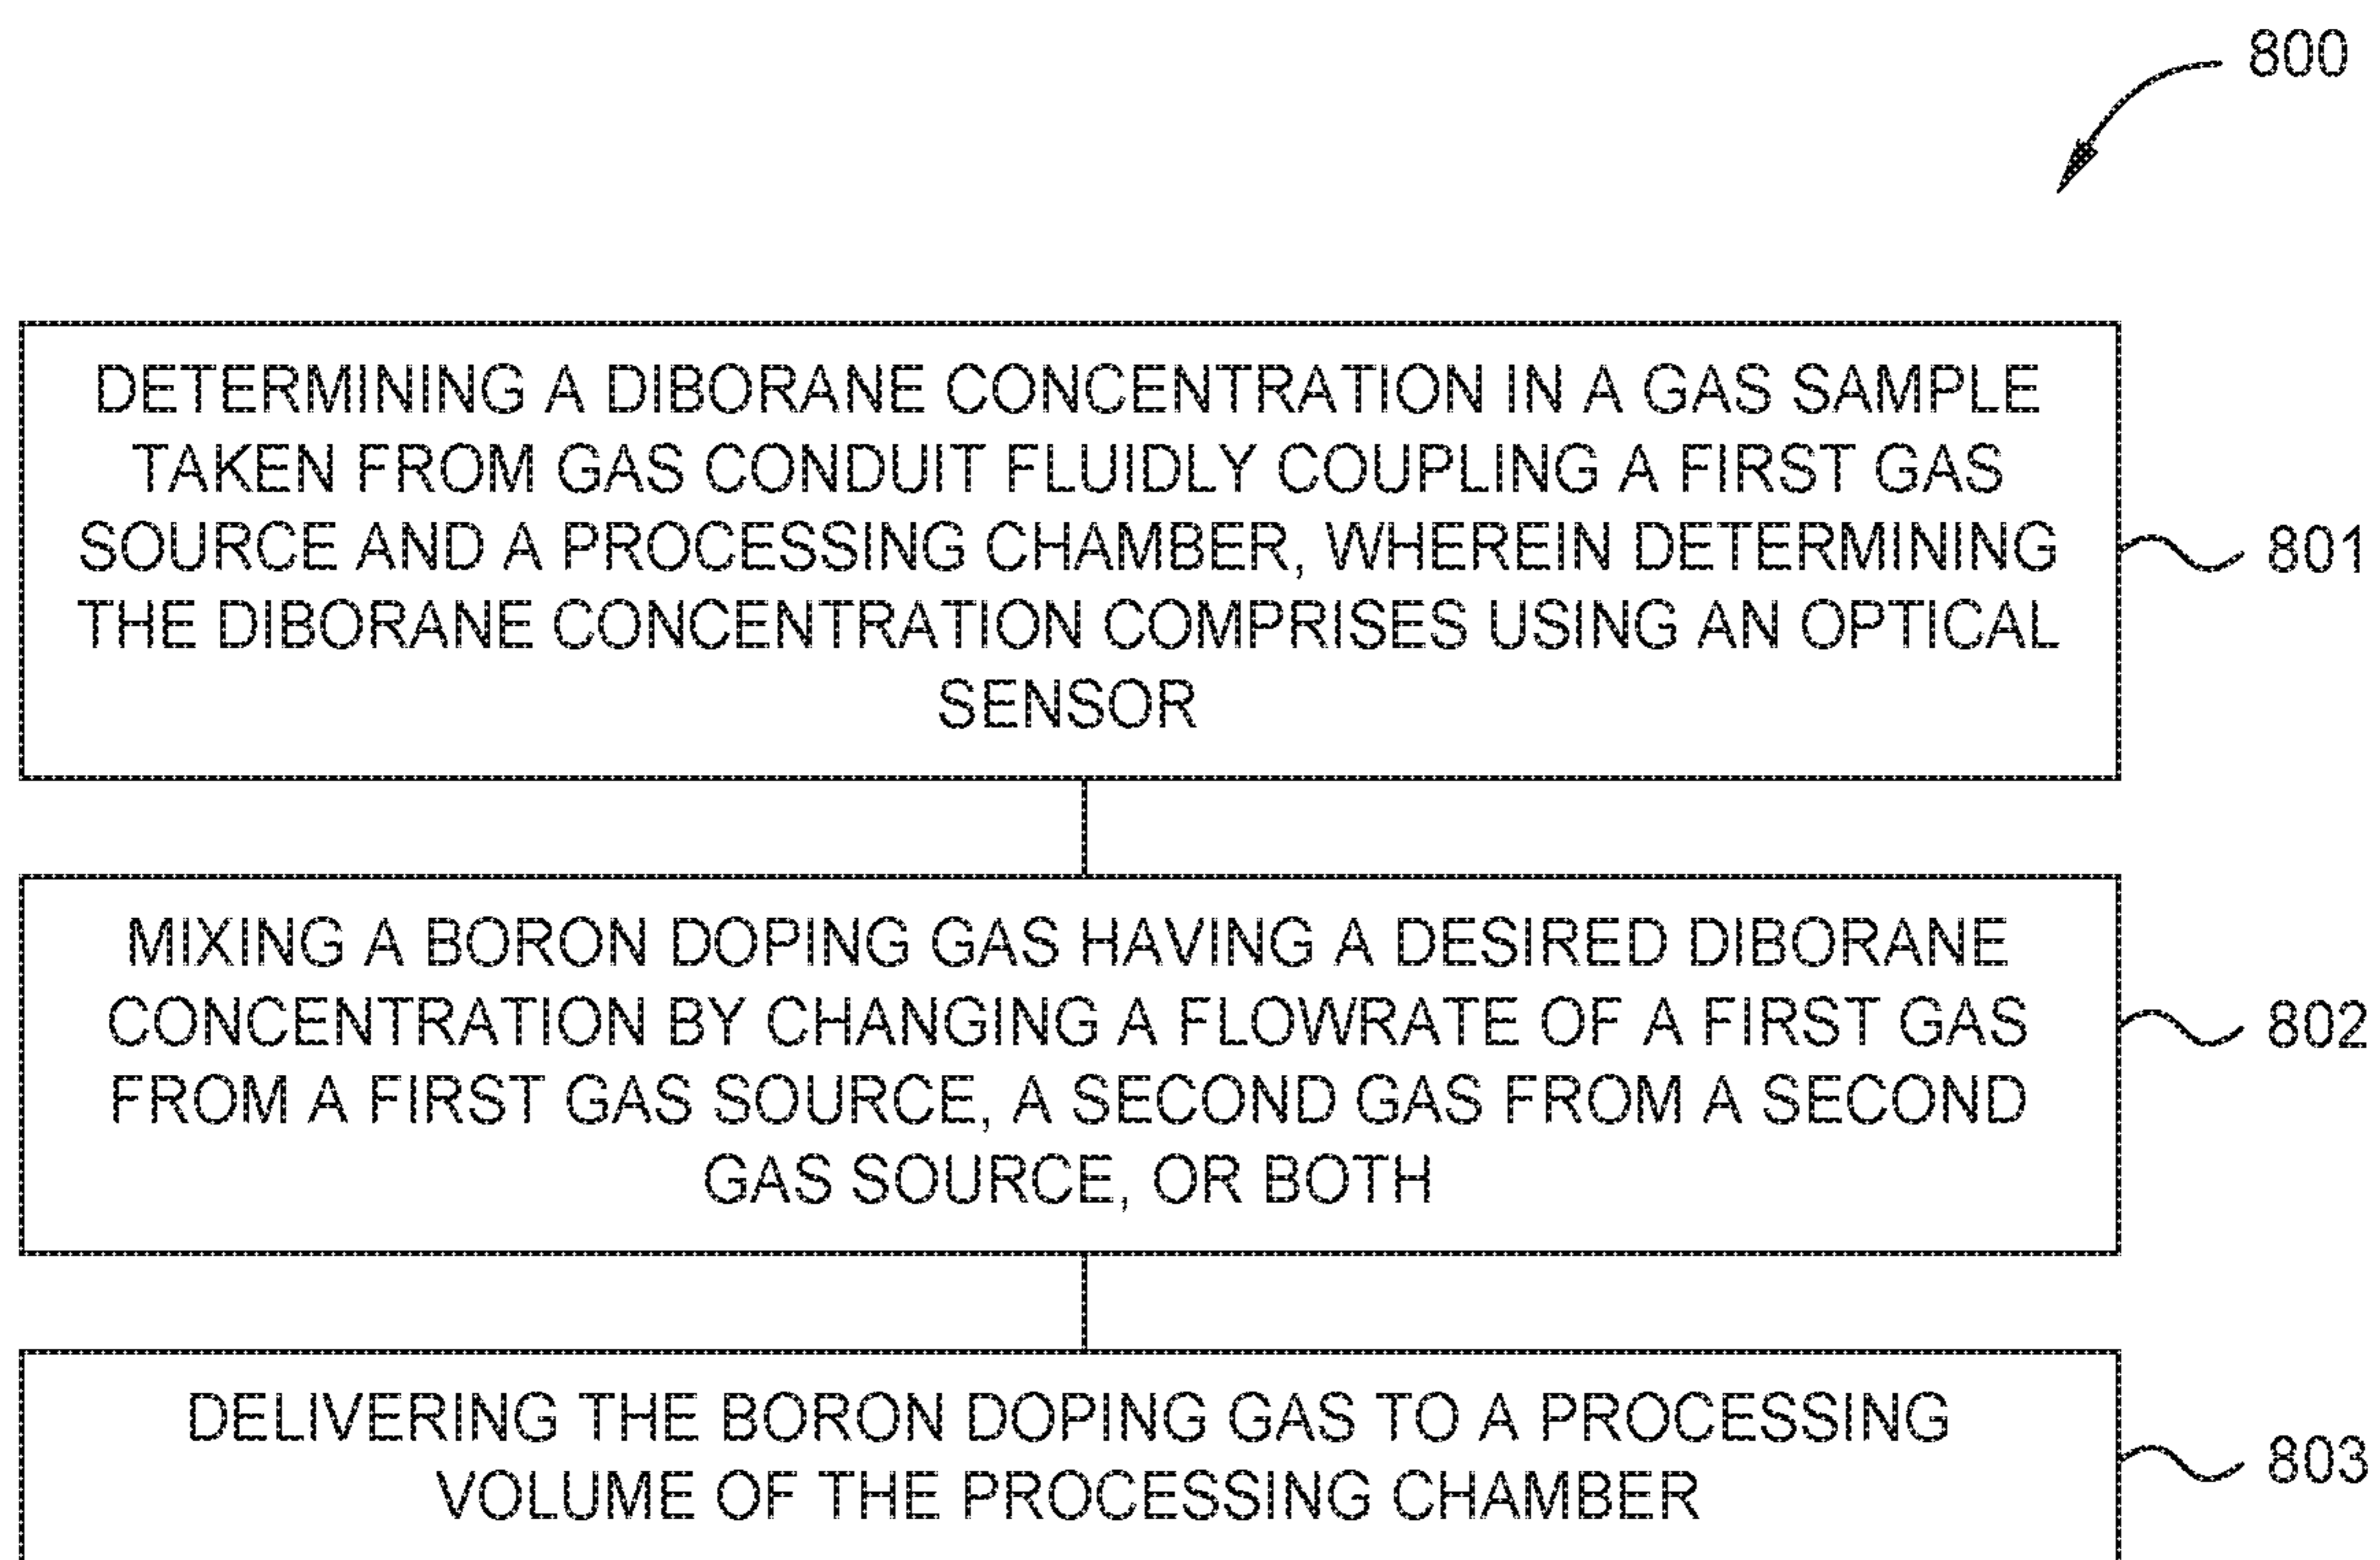 800
DETERMINING A DIBORANE CONCENTRATION IN A GAS SAMPLE
TAKEN FROM GAS CONDUIT FLUIDLY COUPLING A FIRST GAS
SOURCE AND A PROCESSING CHAMBER, WHEREIN DETERMINING
THE DIBORANE CONCENTRATION COMPRISES USING AN OPTICAL
SENSOR
801
MIXING A BORON DOPING GAS HAVING A DESIRED DIBORANE
CONCENTRATION BY CHANGING A FLOWRATE OF A FIRST GAS
FROM A FIRST GAS SOURCE, A SECOND GAS FROM A SECOND
GAS SOURCE, OR BOTH
802
DELIVERING THE BORON DOPING GAS TO A PROCESSING
VOLUME OF THE PROCESSING CHAMBER
803